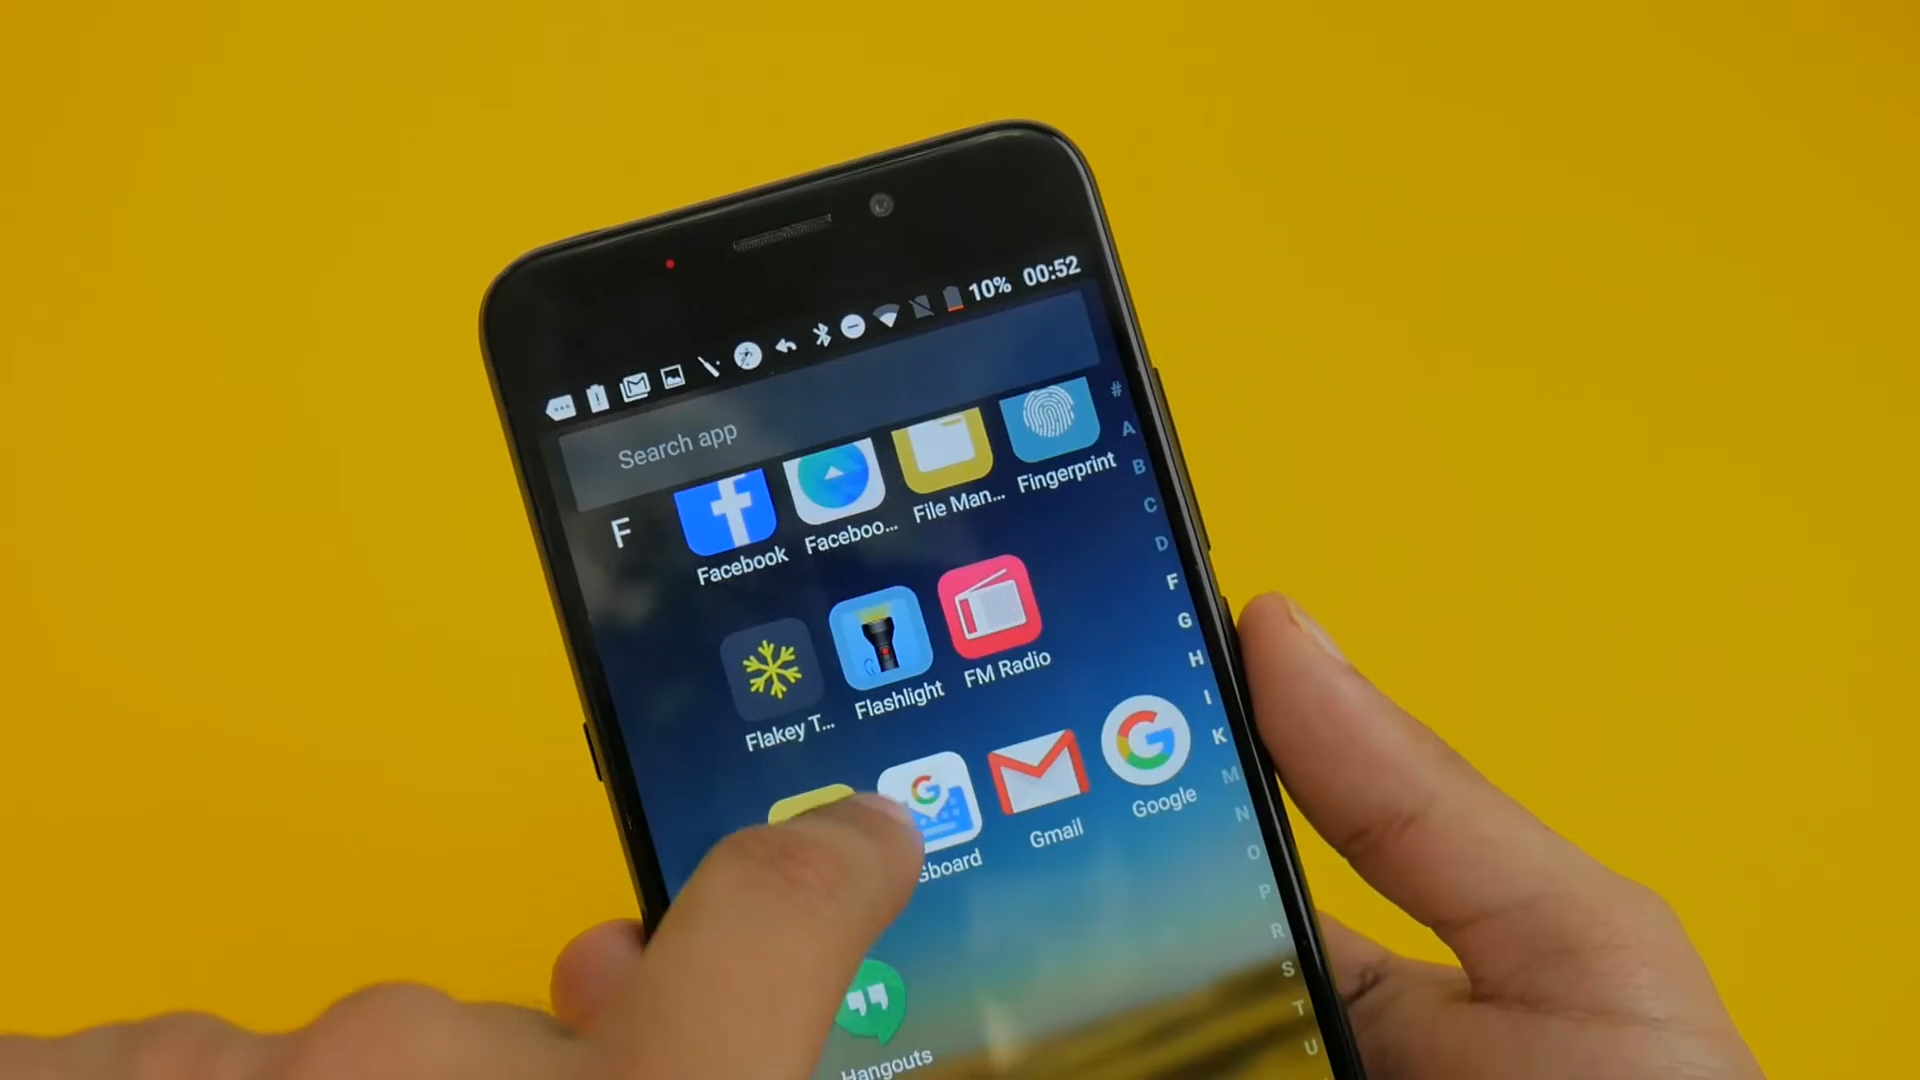 10% 00:52
Search app
#
A
B
C
D
F
G
H
I
K
M
N
O
P
R
S
T
U
F
Facebook Faceboo... File Man... Fingerprint
Flakey T... Flashlight FM Radio
Gboard Gmail Google
Hangouts